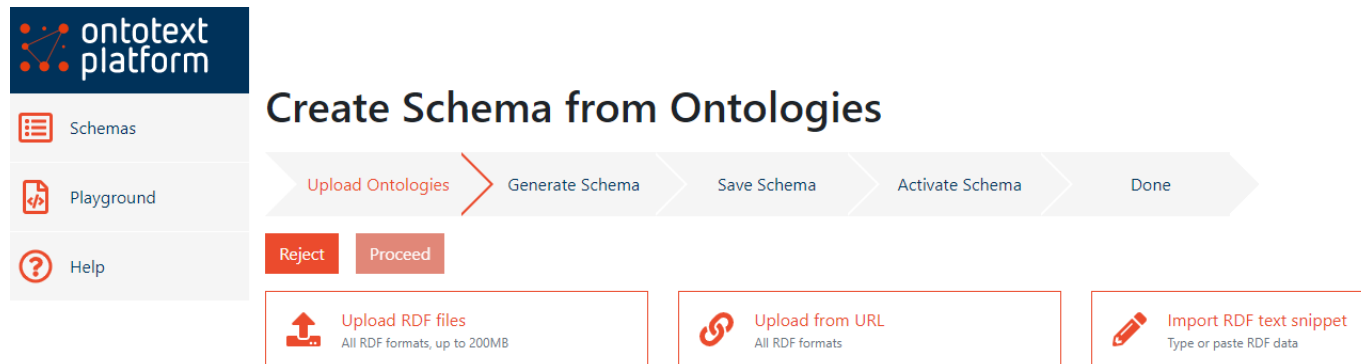 ontotext
platform
Schemas
Playground
Help
Create Schema from Ontologies
Upload Ontologies Generate Schema Save Schema Activate Schema Done
Reject Proceed
Upload RDF files
All RDF formats, up to 200MB
Upload from URL
All RDF formats
Import RDF text snippet
Type or paste RDF data